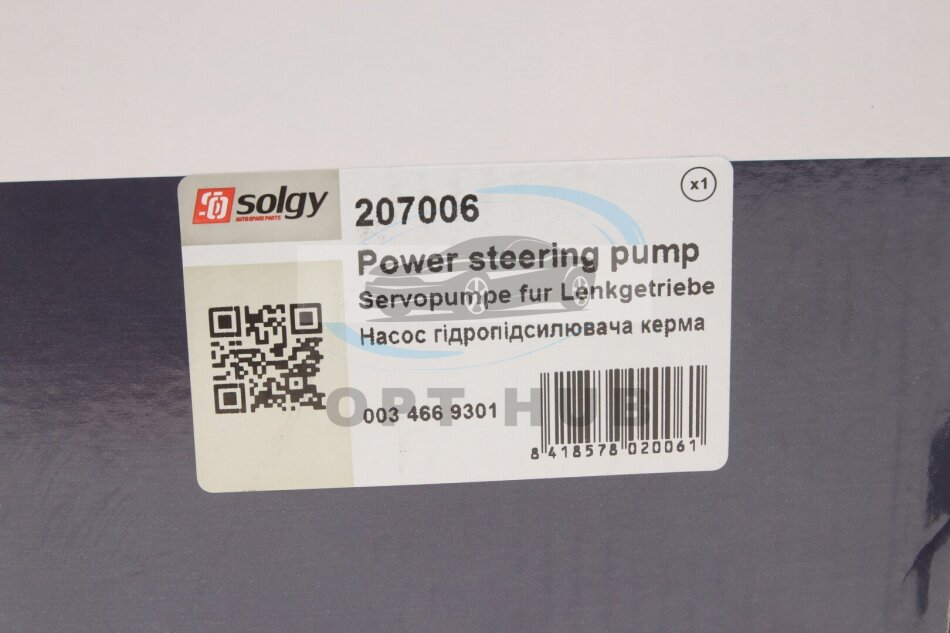 solgy
AUTO SPARE PARTS
207006
x1
Power steering pump
Servopumpe fur Lenkgetriebe
Насос гідропідсилювача керма
003 466 9301
OPT HUB
8 418578 020061